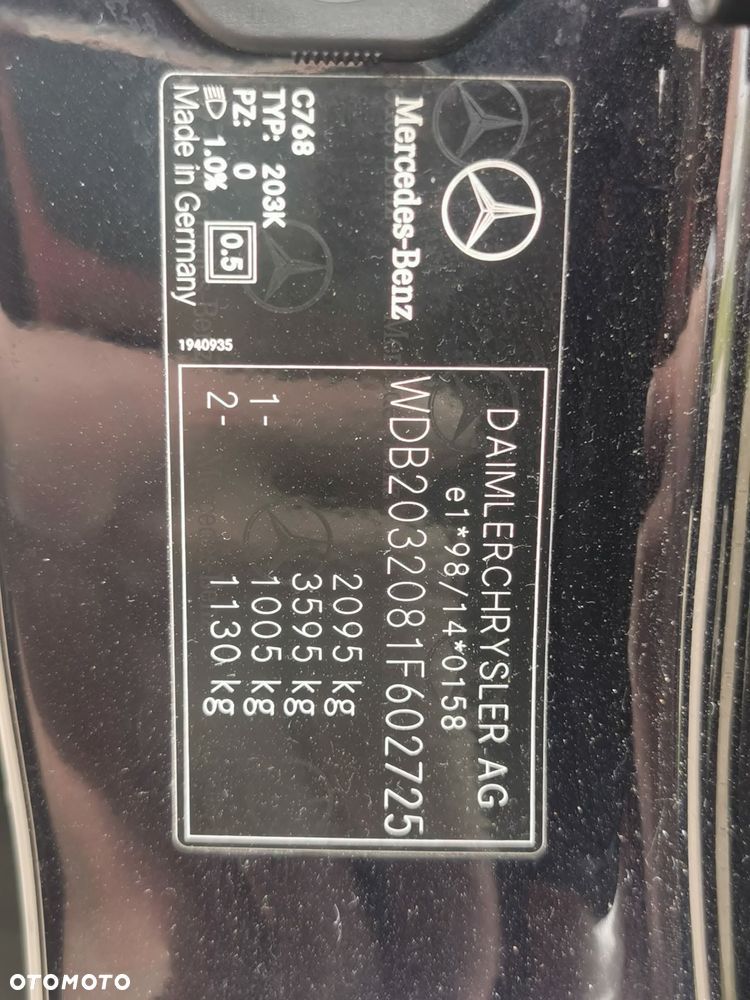 Mercedes-Benz
C768
TYP: 203K
PZ: 0
1.0% 0.5
Made in Germany
1940935
DAIMLERCHRYSLER AG
e1*98/14*0158
WDB2032081F602725
2095 kg
3595 kg
1- 1005 kg
2- 1130 kg
OTOMOTO